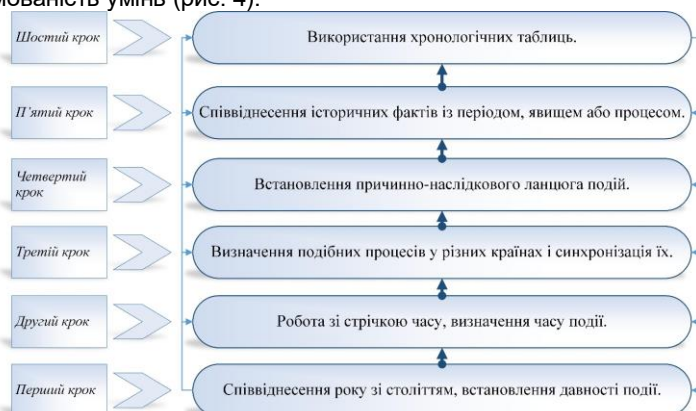 умінь (рис. 4).
Шостий крок
Використання хронологічних таблиць.
П'ятий крок
Співвіднесення історичних фактів із періодом, явищем або процесом.
Четвертий
крок
Встановлення причинно-наслідкового ланцюга подій.
Третій крок
Визначення подібних процесів у різних країнах і синхронізація їх.
Другий крок
Робота зі стрічкою часу, визначення часу події.
Перший крок
Співвіднесення року зі століттям, встановлення давності події.